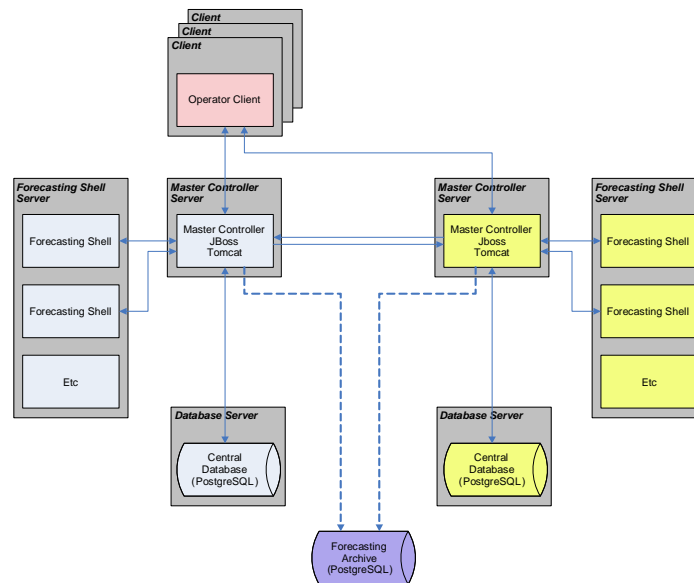 Client
Client
Client
Operator Client
Forecasting Shell
Server
Forecasting Shell
Forecasting Shell
Etc
Master Controller
Server
Master Controller
JBoss
Tomcat
Master Controller
Server
Master Controller
Jboss
Tomcat
Forecasting Shell
Server
Forecasting Shell
Forecasting Shell
Etc
Database Server
Central
Database
(PostgreSQL)
Database Server
Central
Database
(PostgreSQL)
Forecasting
Archive
(PostgreSQL)